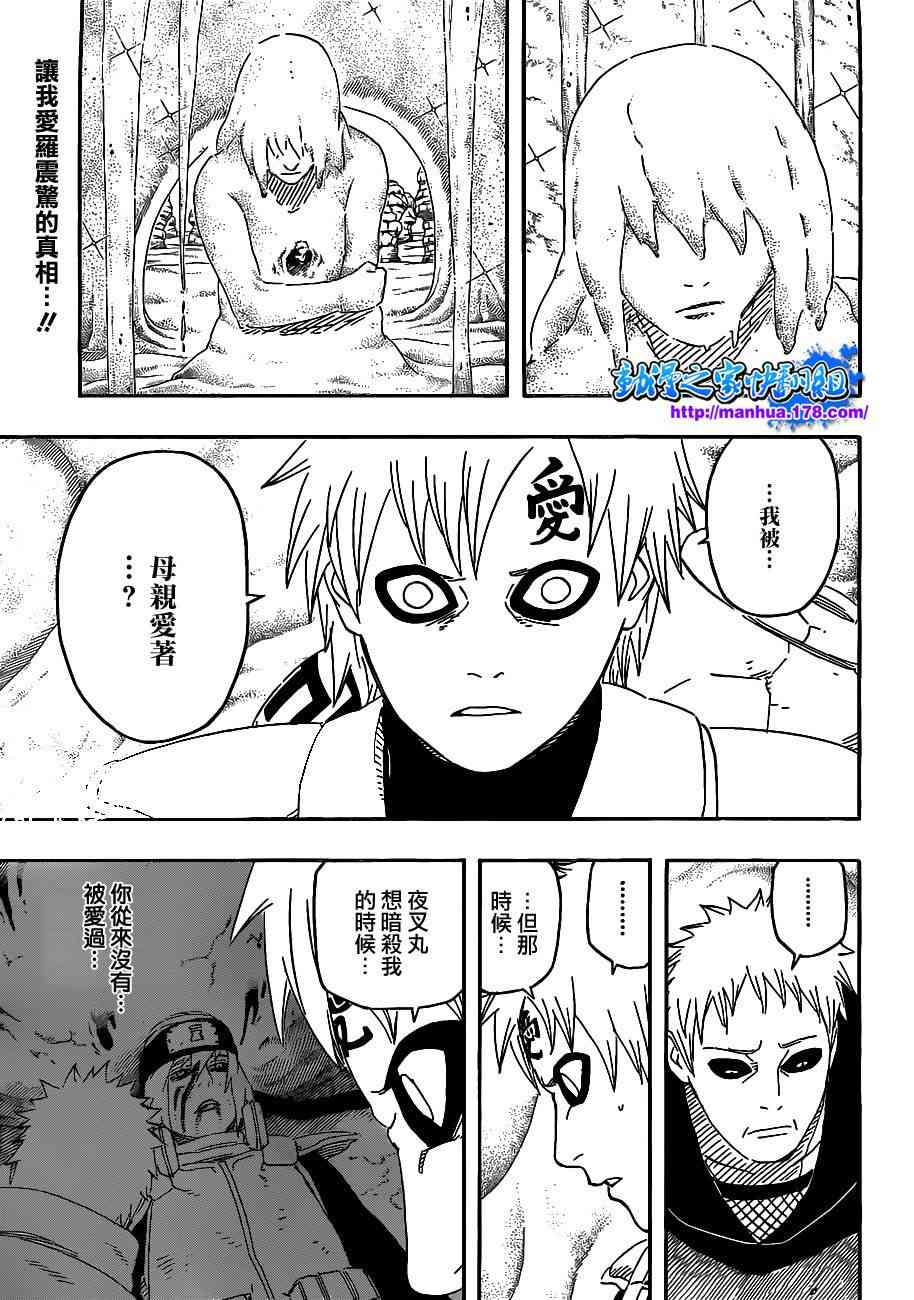 讓我愛羅震驚的真相…!!
動漫之家快翻組
http://manhua.178.com/
…我被…
愛
母親愛著
…?
………
………
…但那
時候…
夜叉丸
想暗殺我
的時候…
你從來沒有…
被愛過…